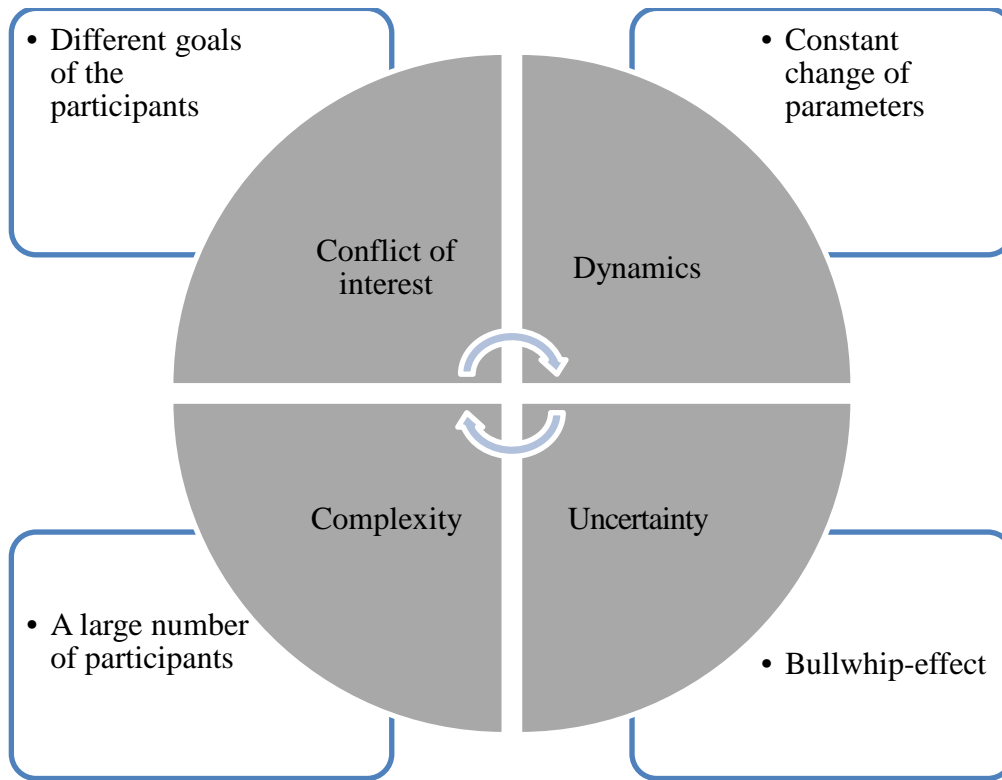 • Different goals
of the
participants
• Constant
change of
parameters
Conflict of
interest
Dynamics
Complexity
Uncertainty
• A large number
of participants
• Bullwhip-effect